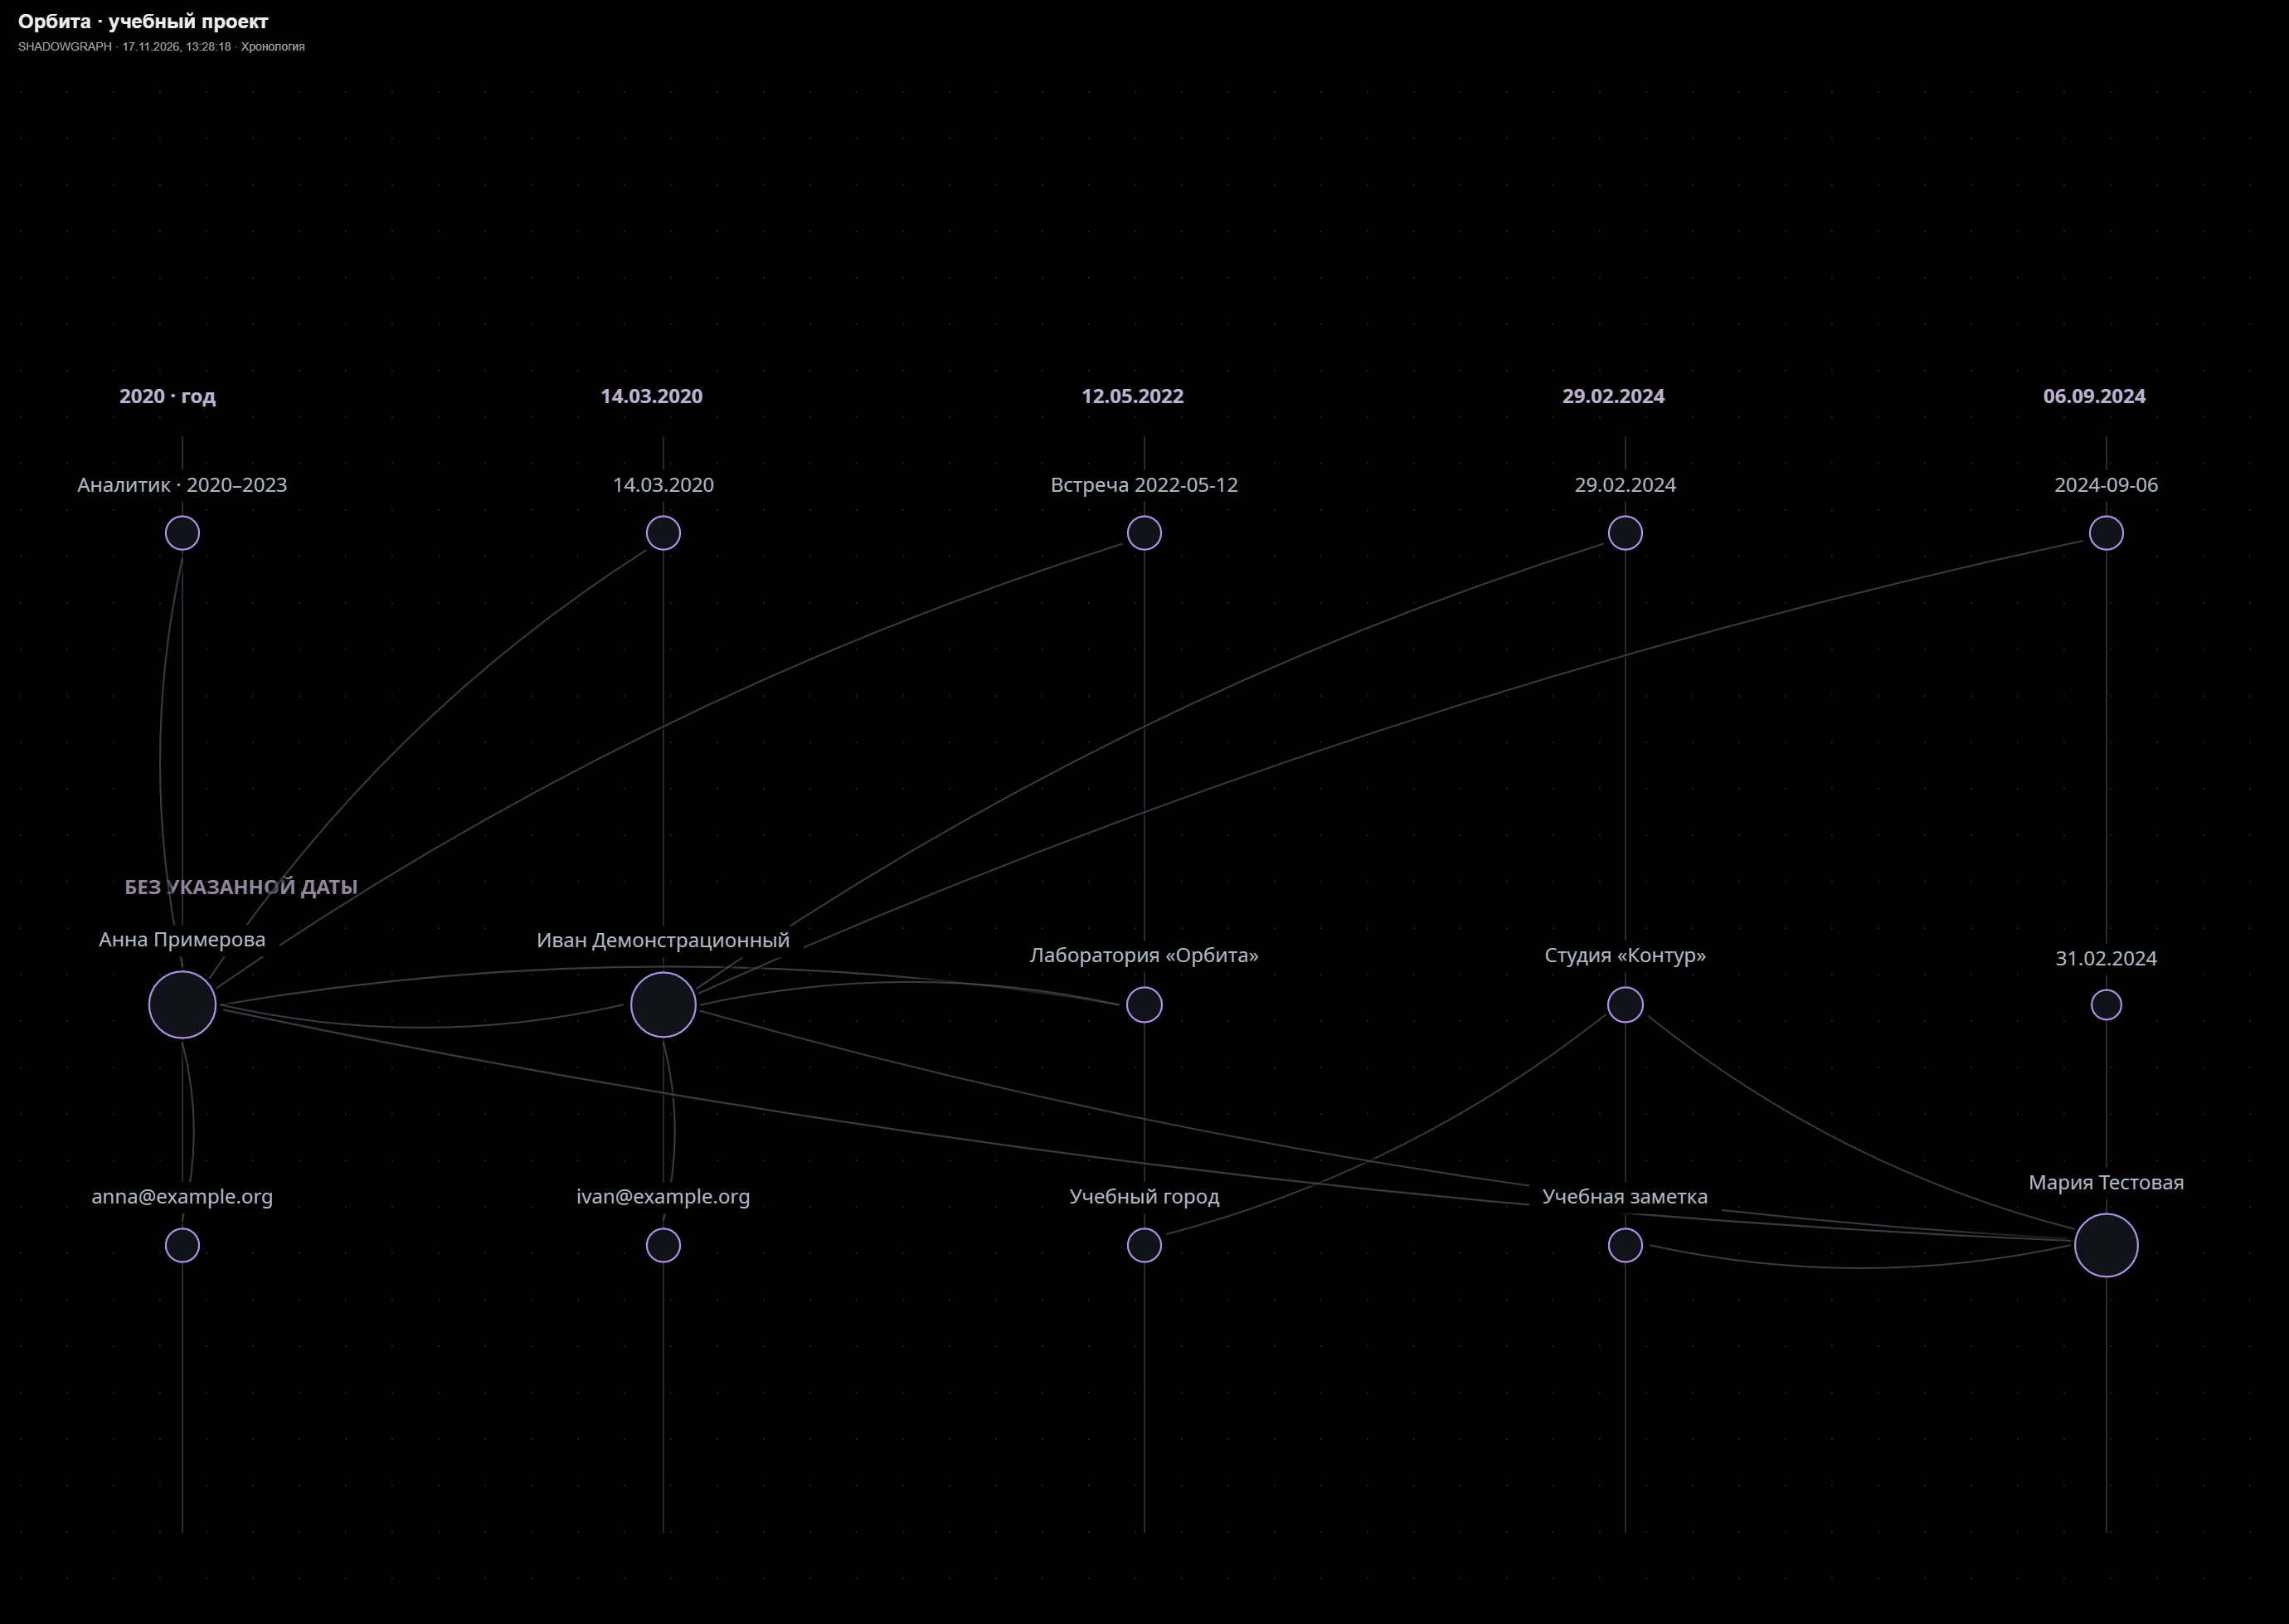 Орбита · учебный проект
SHADOWGRAPH · 17.11.2026, 13:28:18 · Хронология
2020 · год
14.03.2020
12.05.2022
29.02.2024
06.09.2024
Аналитик · 2020–2023
14.03.2020
Встреча 2022-05-12
29.02.2024
2024-09-06
БЕЗ УКАЗАННОЙ ДАТЫ
Анна Примерова
Иван Демонстрационный
Лаборатория «Орбита»
Студия «Контур»
31.02.2024
anna@example.org
ivan@example.org
Учебный город
Учебная заметка
Мария Тестовая